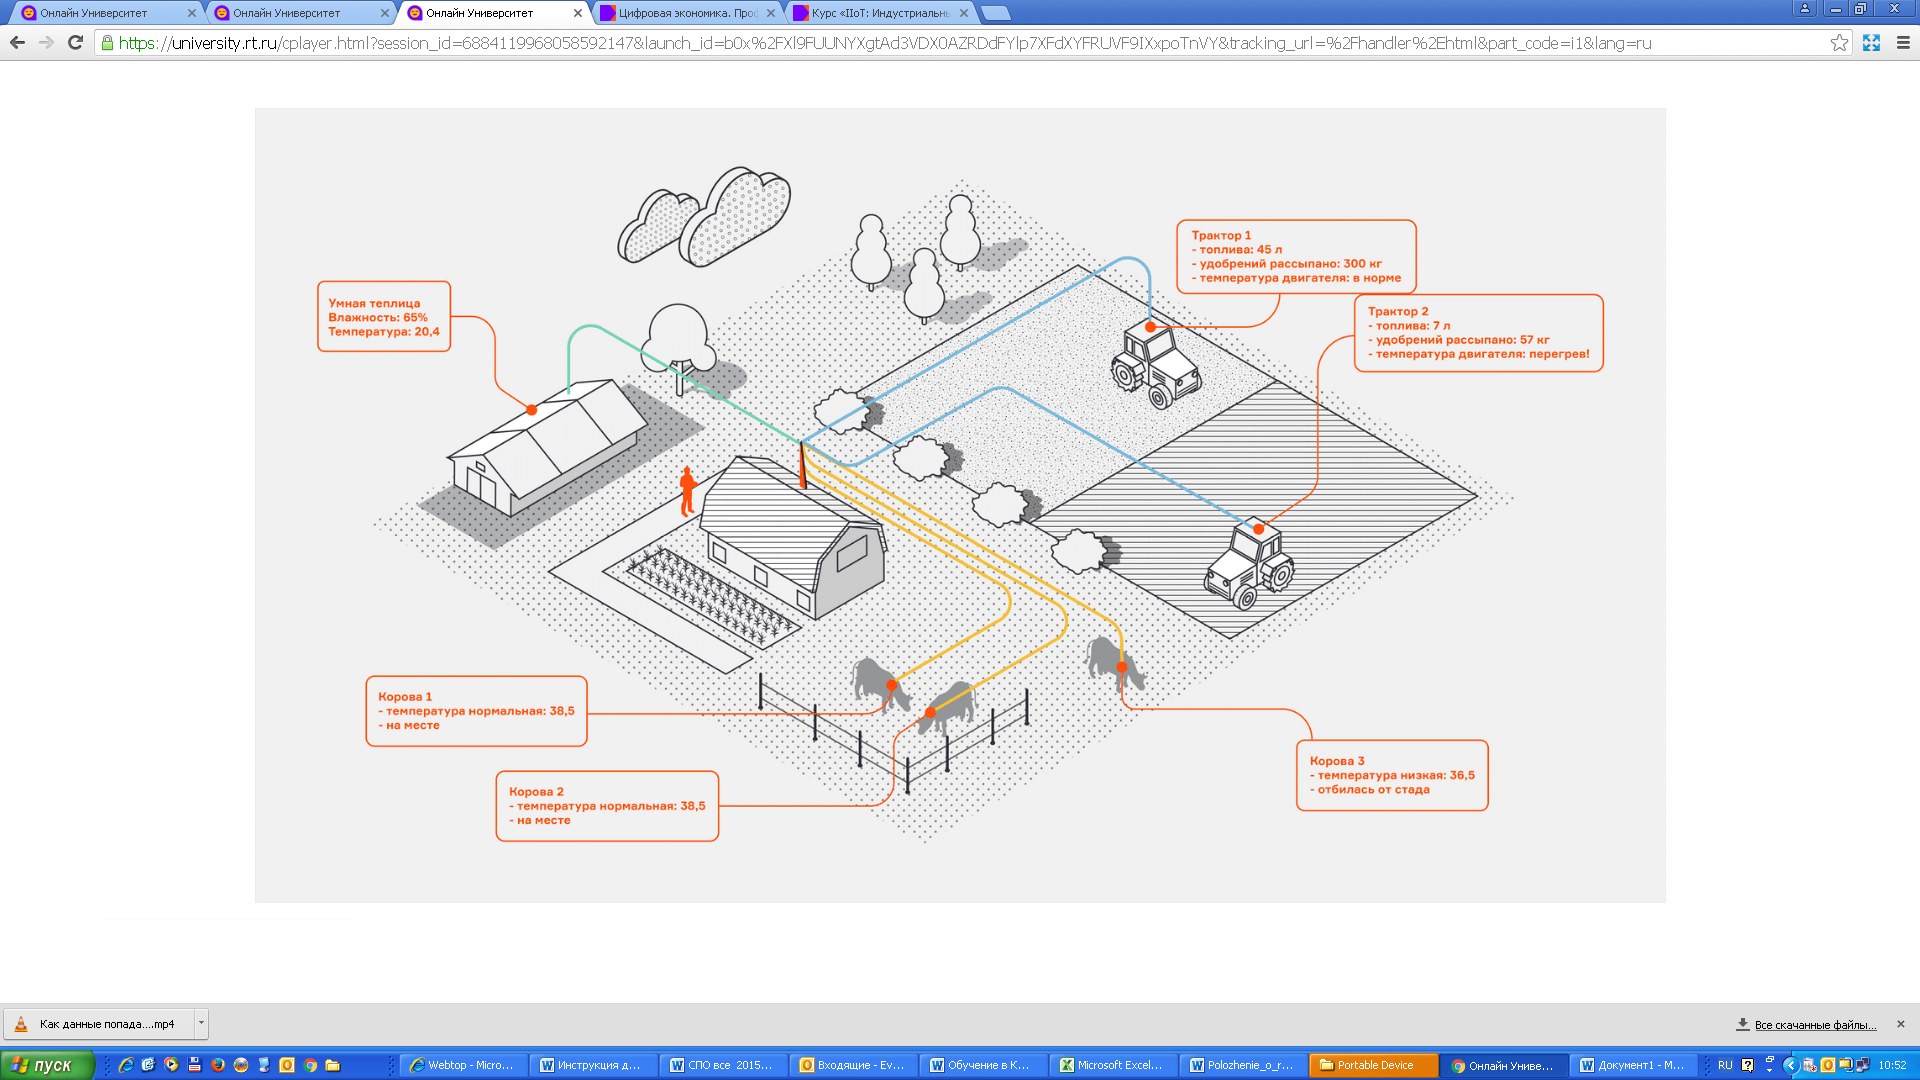 Онлайн Университет
Онлайн Университет
Онлайн Университет
Цифровая экономика. Про
Курс «IIoT: Индустриальн
https://university.rt.ru/cplayer.html?session_id=6884119968058592147&launch_id=b0x%2FXl9FUUNYXgtAd3VDX0AZRDdFYlp7XFdXYFRUVF9IXxpoTnVY&tracking_url=%2Fhandler%2Ehtml&part_code=i1&lang=ru
Трактор 1
- топлива: 45 л
- удобрений рассыпано: 300 кг
- температура двигателя: в норме
Умная теплица
Влажность: 65%
Температура: 20,4
Трактор 2
- топлива: 7 л
- удобрений рассыпано: 57 кг
- температура двигателя: перегрев!
Корова 1
- температура нормальная: 38,5
- на месте
Корова 3
- температура низкая: 36,5
- отбилась от стада
Корова 2
- температура нормальная: 38,5
- на месте
Как данные попада....mp4
Все скачанные файлы...
пуск
Webtop - Micro...
Инструкция д...
СПО все 2015...
Входящие - Ev...
Обучение в К...
Microsoft Excel...
Polozhenie_o_r...
Portable Device
Онлайн Униве...
Документ1 - M...
RU
10:52